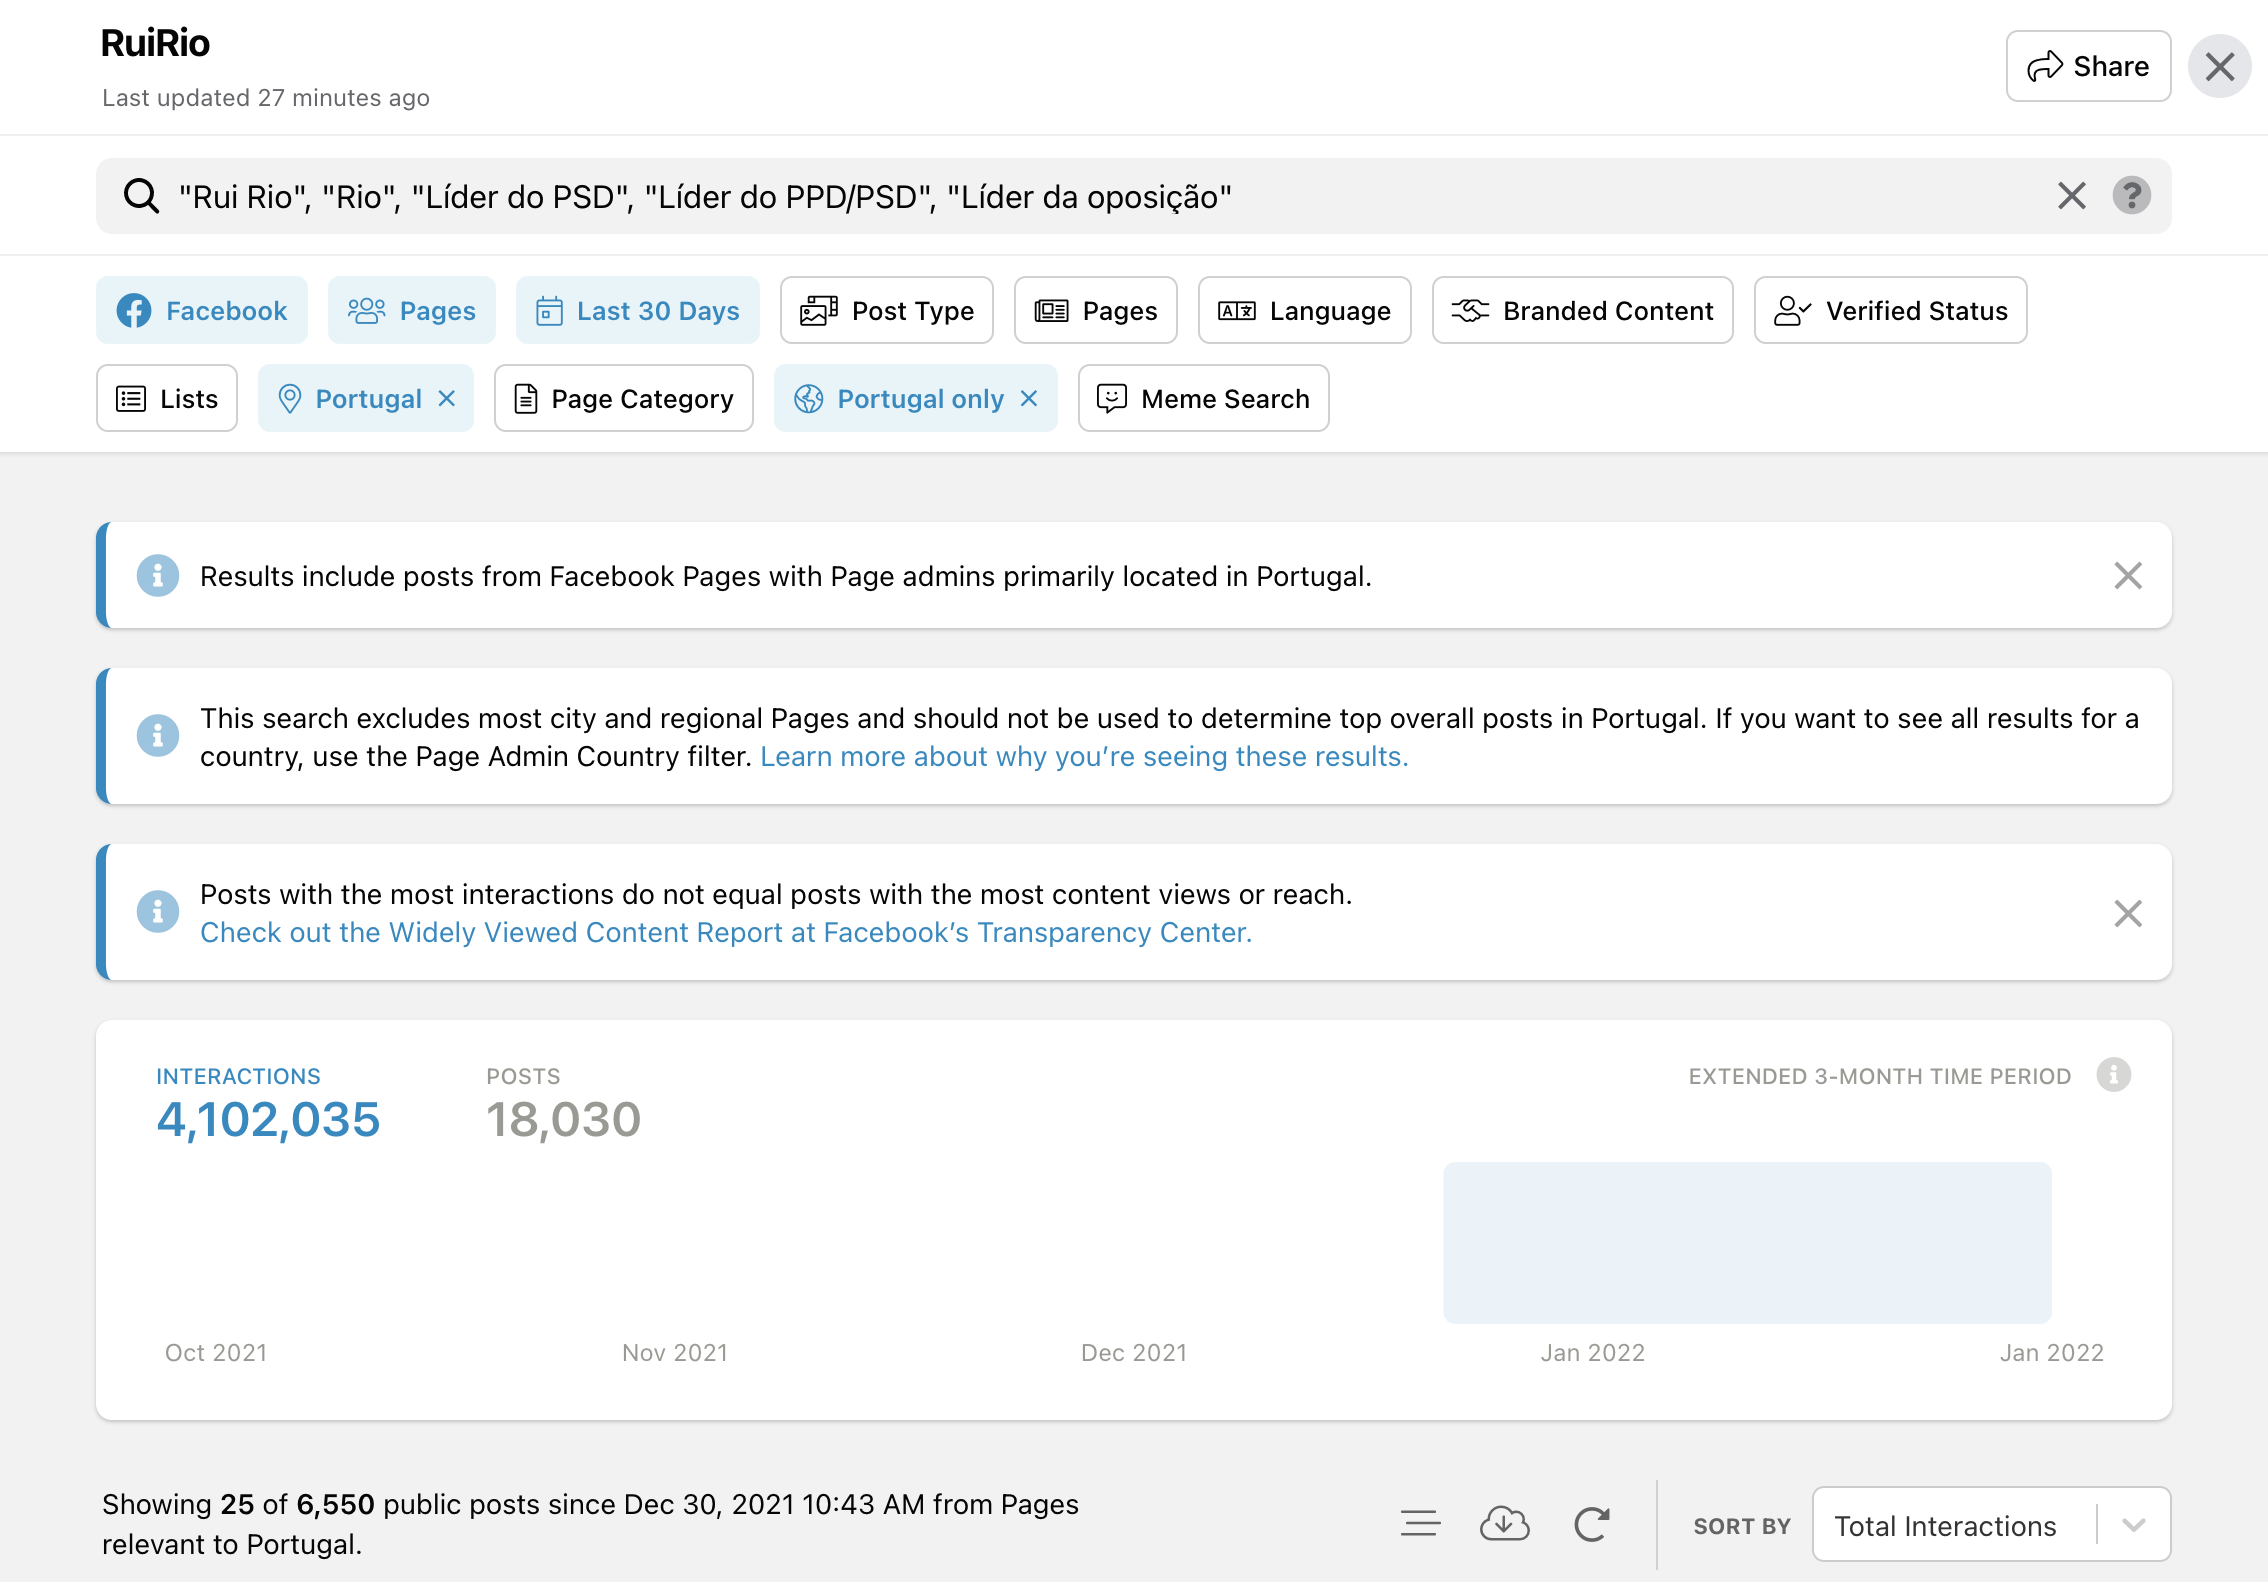 RuiRio
Last updated 27 minutes ago
Share
"Rui Rio", "Rio", "Líder do PSD", "Líder do PPD/PSD", "Líder da oposição"
Facebook
Pages
Last 30 Days
Post Type
Pages
Language
Branded Content
Verified Status
Lists
Portugal
Page Category
Portugal only
Meme Search
Results include posts from Facebook Pages with Page admins primarily located in Portugal.
This search excludes most city and regional Pages and should not be used to determine top overall posts in Portugal. If you want to see all results for a
country, use the Page Admin Country filter. Learn more about why you’re seeing these results.
Posts with the most interactions do not equal posts with the most content views or reach.
Check out the Widely Viewed Content Report at Facebook’s Transparency Center.
INTERACTIONS
4,102,035
POSTS
18,030
EXTENDED 3-MONTH TIME PERIOD
Oct 2021
Nov 2021
Dec 2021
Jan 2022
Jan 2022
Showing 25 of 6,550 public posts since Dec 30, 2021 10:43 AM from Pages
relevant to Portugal.
SORT BY
Total Interactions